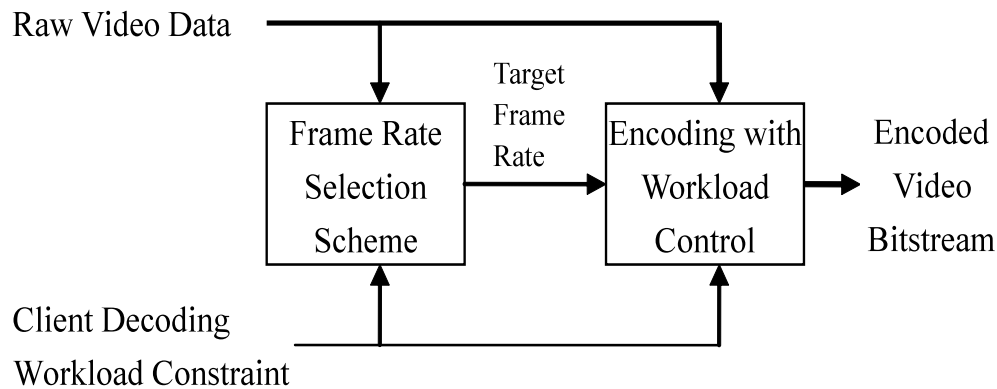 Raw Video Data
Target
Frame
Rate
Frame Rate
Selection
Scheme
Encoding with
Workload
Control
Encoded
Video
Bitstream
Client Decoding
Workload Constraint